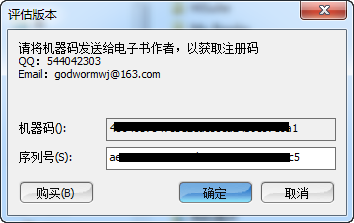 评估版本
请将机器码发送给电子书作者，以获取注册码
QQ：544042303
Email：godwormwj@163.com
机器码():
序列号(S):
购买(B)
确定
取消